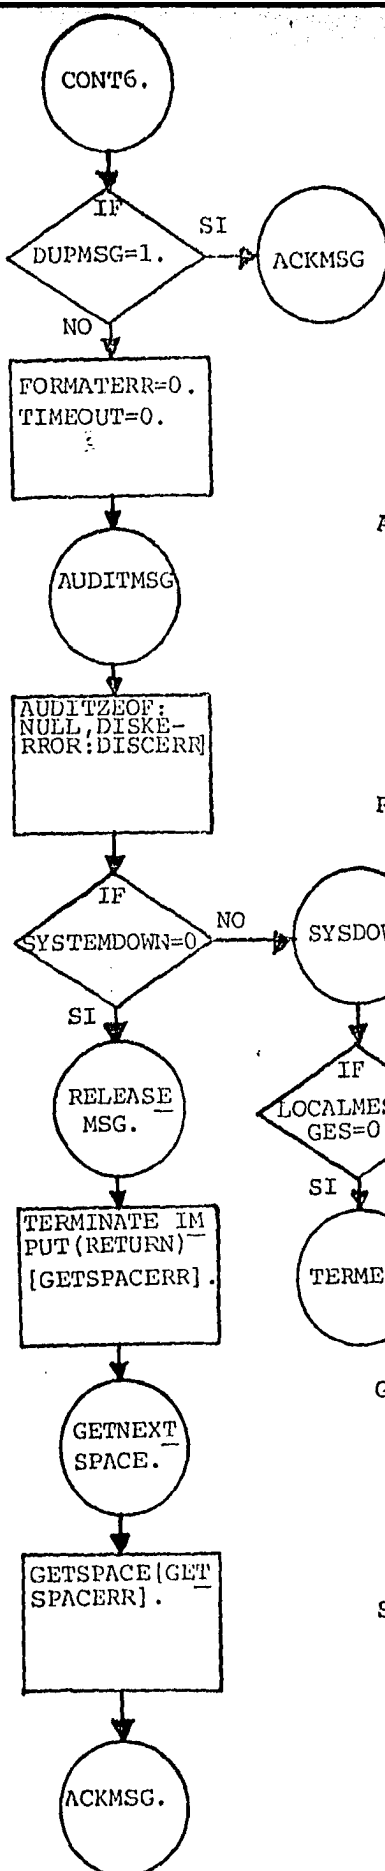 CONT6.
IF
DUPMSG=1.
SI
ACKMSG
NO
FORMATERR=0.
TIMEOUT=0.
AUDITMSG
AUDITZEOF:
NULL,DISKE-
RROR:DISCERR]
IF
SYSTEMDOWN=0
NO
SYSDOW
SI
RELEASE
MSG.
IF
LOCALMES
GES=0
SI
TERMINATE IM
PUT(RETURN)
[GETSPACERR].
TERME
GETNEXT
SPACE.
GETSPACE[GET
SPACERR].
ACKMSG.